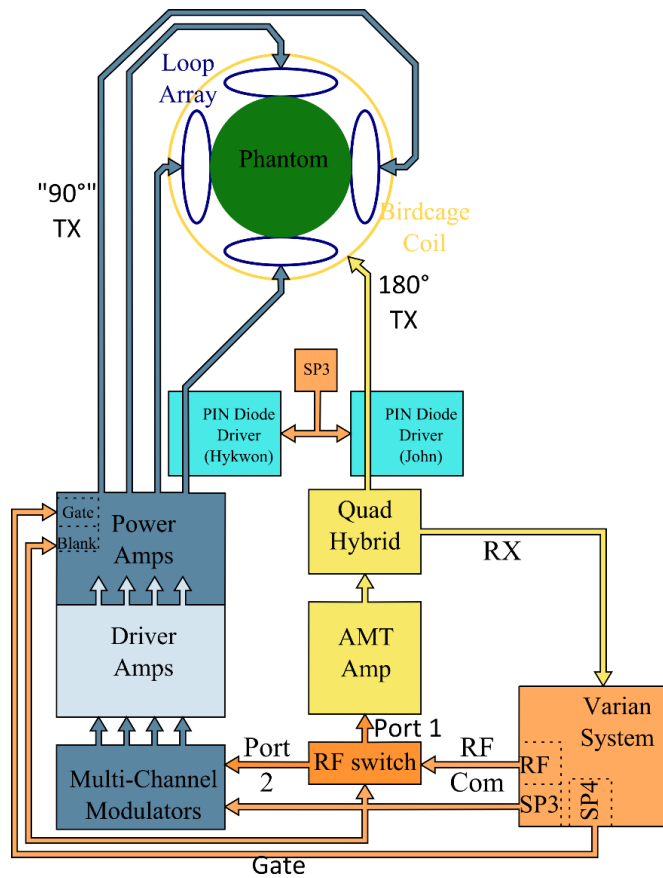 Loop
Array
Phantom
"90°"
TX
Birdcage
Coil
180°
TX
SP3
PIN Diode
Driver
(Hykwon)
PIN Diode
Driver
(John)
Gate
Blank
Power
Amps
Quad
Hybrid
RX
Driver
Amps
AMT
Amp
Varian
System
Port 1
Port
2
RF switch
RF
Com
RF
Multi-Channel
Modulators
SP3
SP4
Gate